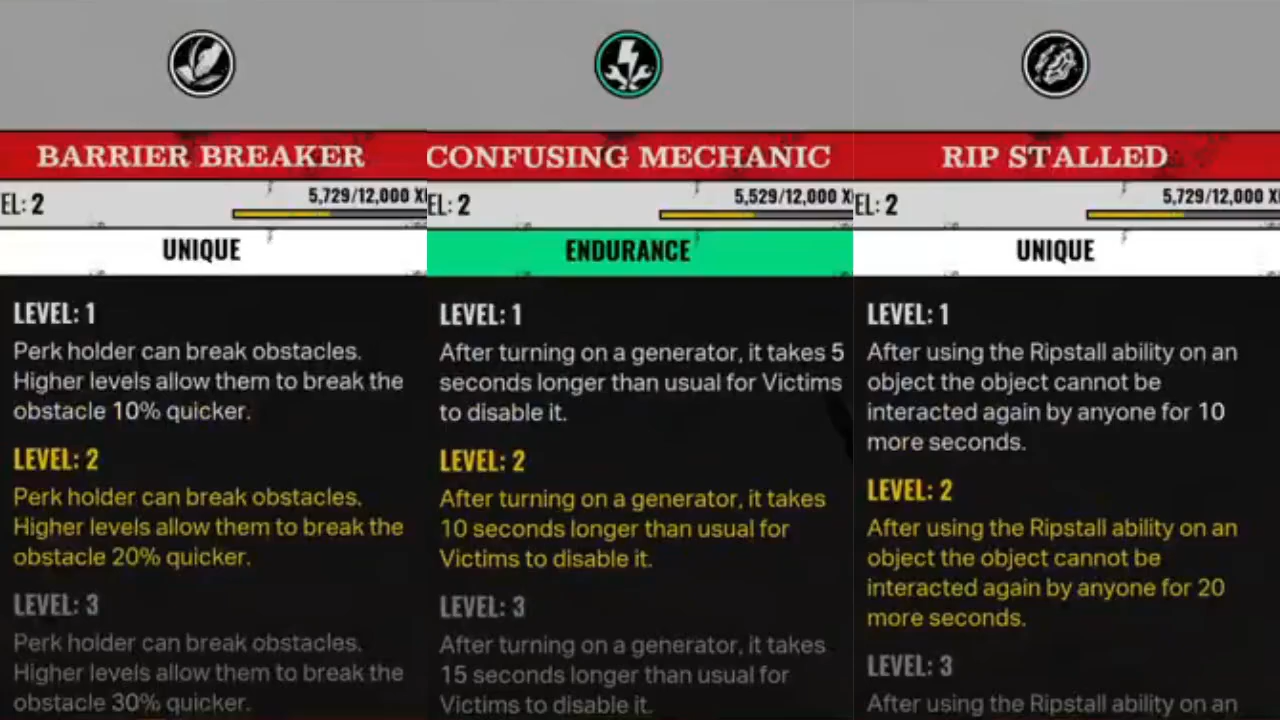 BARRIER BREAKER
EL: 2
5,729/12,000 X
UNIQUE
LEVEL: 1
Perk holder can break obstacles.
Higher levels allow them to break the
obstacle 10% quicker.
LEVEL: 2
Perk holder can break obstacles.
Higher levels allow them to break the
obstacle 20% quicker.
LEVEL: 3
Perk holder can break obstacles.
Higher levels allow them to break the
obstacle 30% quicker.
CONFUSING MECHANIC
EL: 2
5,529/12,000 X
ENDURANCE
LEVEL: 1
After turning on a generator, it takes 5
seconds longer than usual for Victims
to disable it.
LEVEL: 2
After turning on a generator, it takes
10 seconds longer than usual for
Victims to disable it.
LEVEL: 3
After turning on a generator, it takes
15 seconds longer than usual for
Victims to disable it.
RIP STALLED
EL: 2
5,729/12,000 X
UNIQUE
LEVEL: 1
After using the Ripstall ability on an
object the object cannot be
interacted again by anyone for 10
more seconds.
LEVEL: 2
After using the Ripstall ability on an
object the object cannot be
interacted again by anyone for 20
more seconds.
LEVEL: 3
After using the Ripstall ability on an